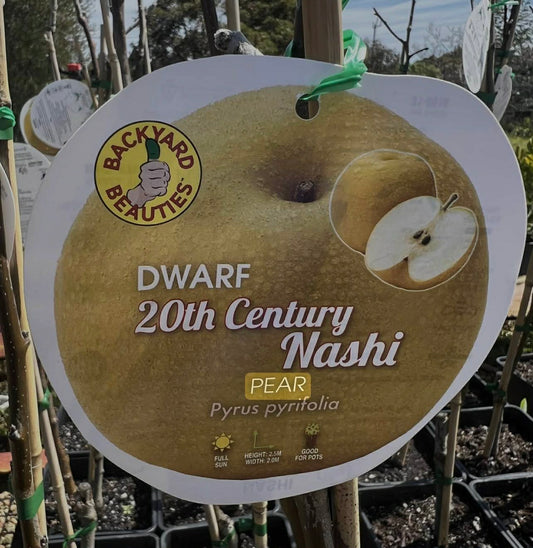 BACKYARD
BEAUTIES
DWARF
20th Century
Nashi
PEAR
Pyrus pyrifolia
FULL
SUN
HEIGHT: 2.5M
WIDTH: 2.0M
GOOD
FOR POTS